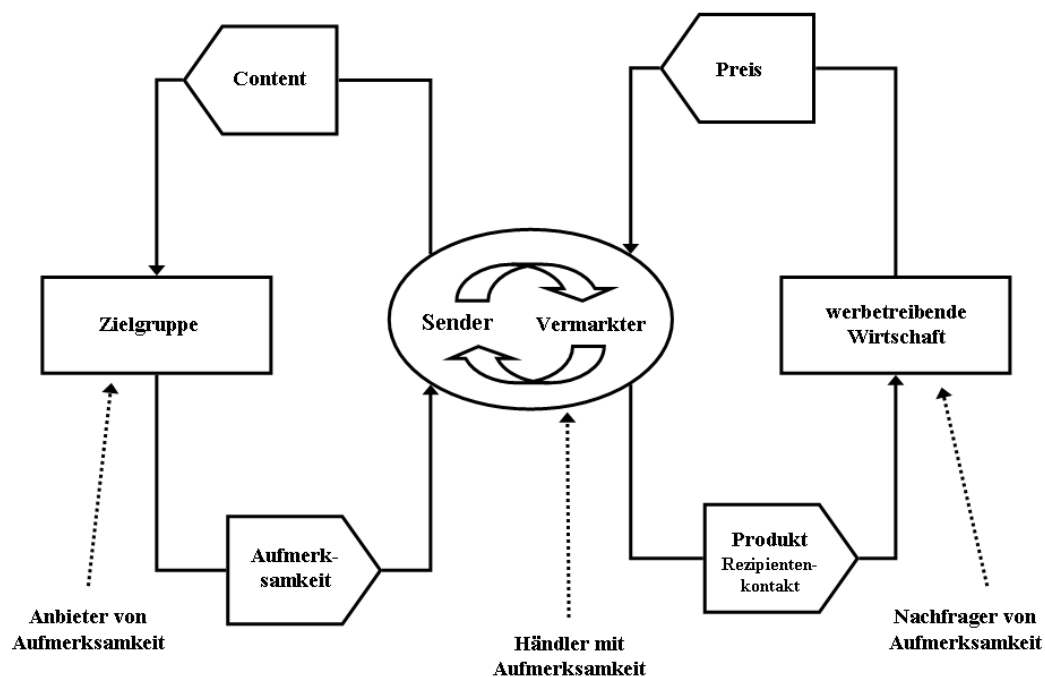 Content
Preis
Zielgruppe
Sender
Vermarkter
werbetreibende
Wirtschaft
Aufmerk-
samkeit
Produkt
Rezipienten-
kontakt
Anbieter von
Aufmerksamkeit
Händler mit
Aufmerksamkeit
Nachfrager von
Aufmerksamkeit